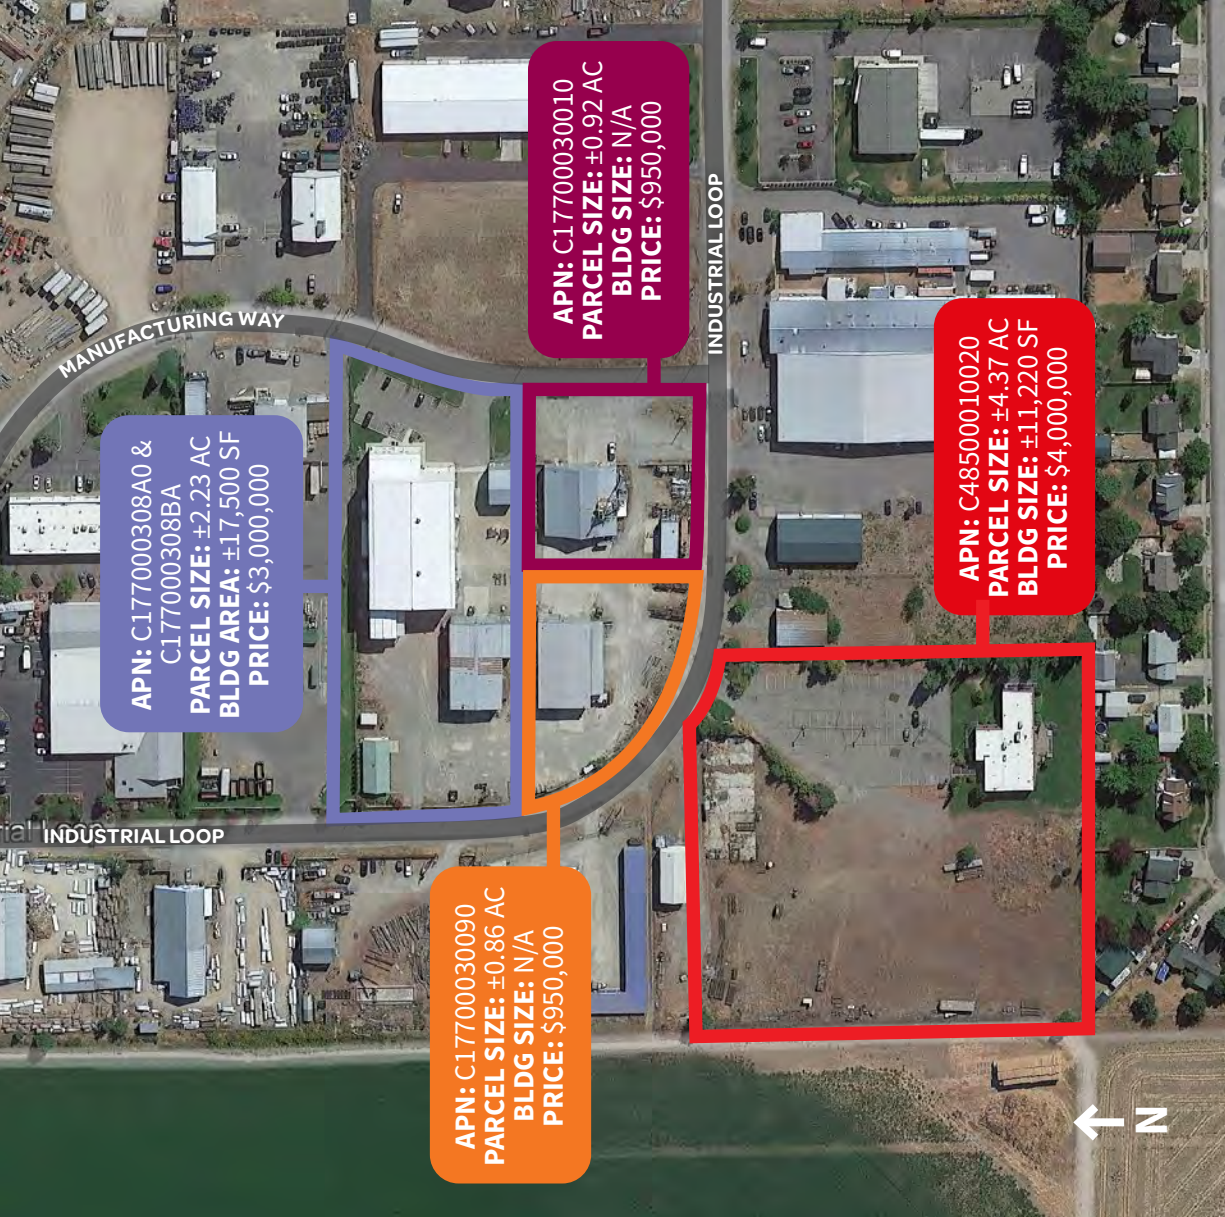 MANUFACTURING WAY
INDUSTRIAL LOOP
INDUSTRIAL LOOP
APN: C177000308A0 &
C177000308BA
PARCEL SIZE: ±2.23 AC
BLDG AREA: ±17,500 SF
PRICE: $3,000,000
APN: C17700030010
PARCEL SIZE: ±0.92 AC
BLDG SIZE: N/A
PRICE: $950,000
APN: C17700030090
PARCEL SIZE: ±0.86 AC
BLDG SIZE: N/A
PRICE: $950,000
APN: C48500010020
PARCEL SIZE: ±4.37 AC
BLDG SIZE: ±11,220 SF
PRICE: $4,000,000
N